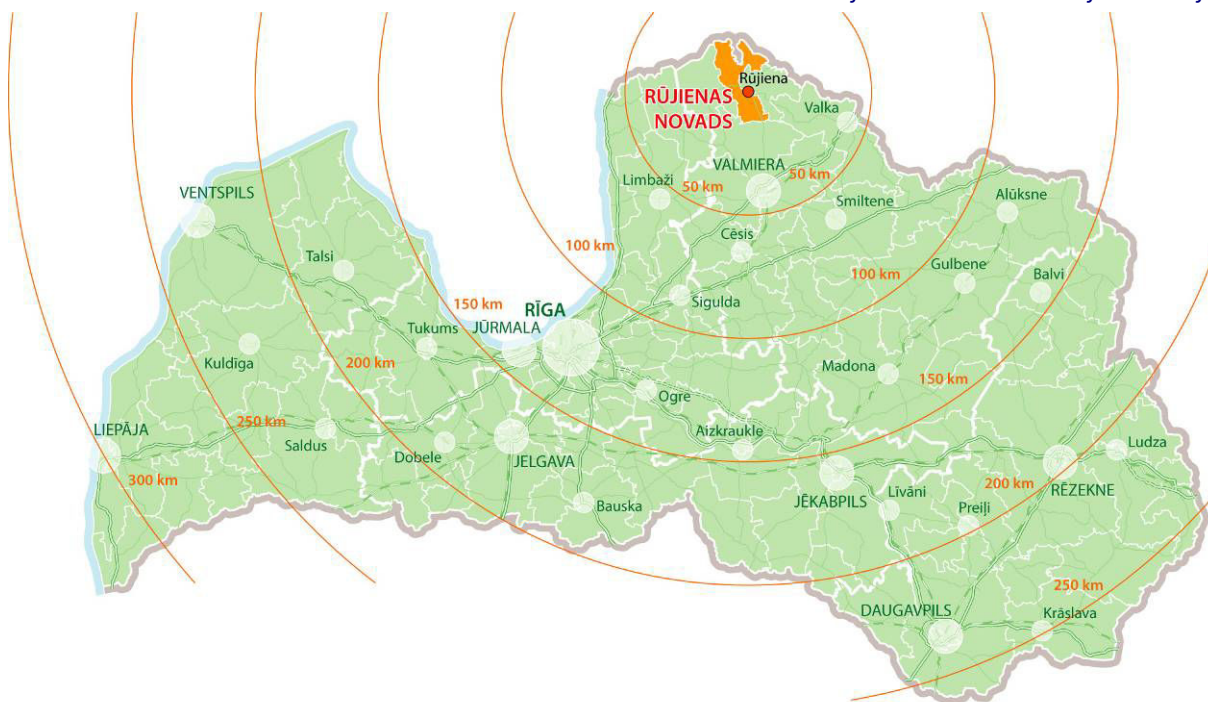 Rūjiena
RŪJIENAS
NOVADS
Valka
VALMIERA
50 km
50 km
Limbaži
Smiltene
Alūksne
VENTSPILS
Cēsis
100 km
Talsi
Gulbene
100 km
Balvi
Sigulda
150 km
RĪGA
JŪRMALA
Tukums
Kuldīga
200 km
Madona
150 km
Ogre
250 km
LIEPĀJA
Saldus
Dobele
JELGAVA
Aizkraukle
Ludza
300 km
JĒKABPILS
Līvāni
200 km
RĒZEKNE
Bauska
Preiļi
250 km
DAUGAVPILS
Krāslava